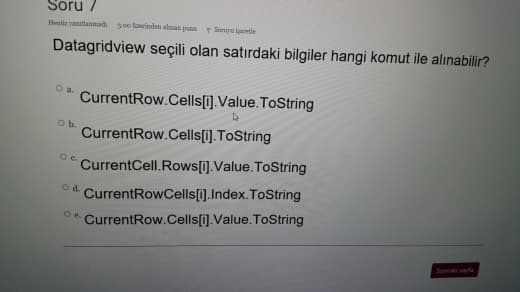 Soru 7
Henüz yanıtlanmadı 3,00 üzerinden alınan puan Soruyu işaretle
Datagridview seçili olan satırdaki bilgiler hangi komut ile alınabilir?
a. CurrentRow.Cells[i].Value.ToString
b. CurrentRow.Cells[i].ToString
c. CurrentCell.Rows[i].Value.ToString
d. CurrentRowCells[i].Index.ToString
e. CurrentRow.Cells[i].Value.ToString
Sonraki sayfa